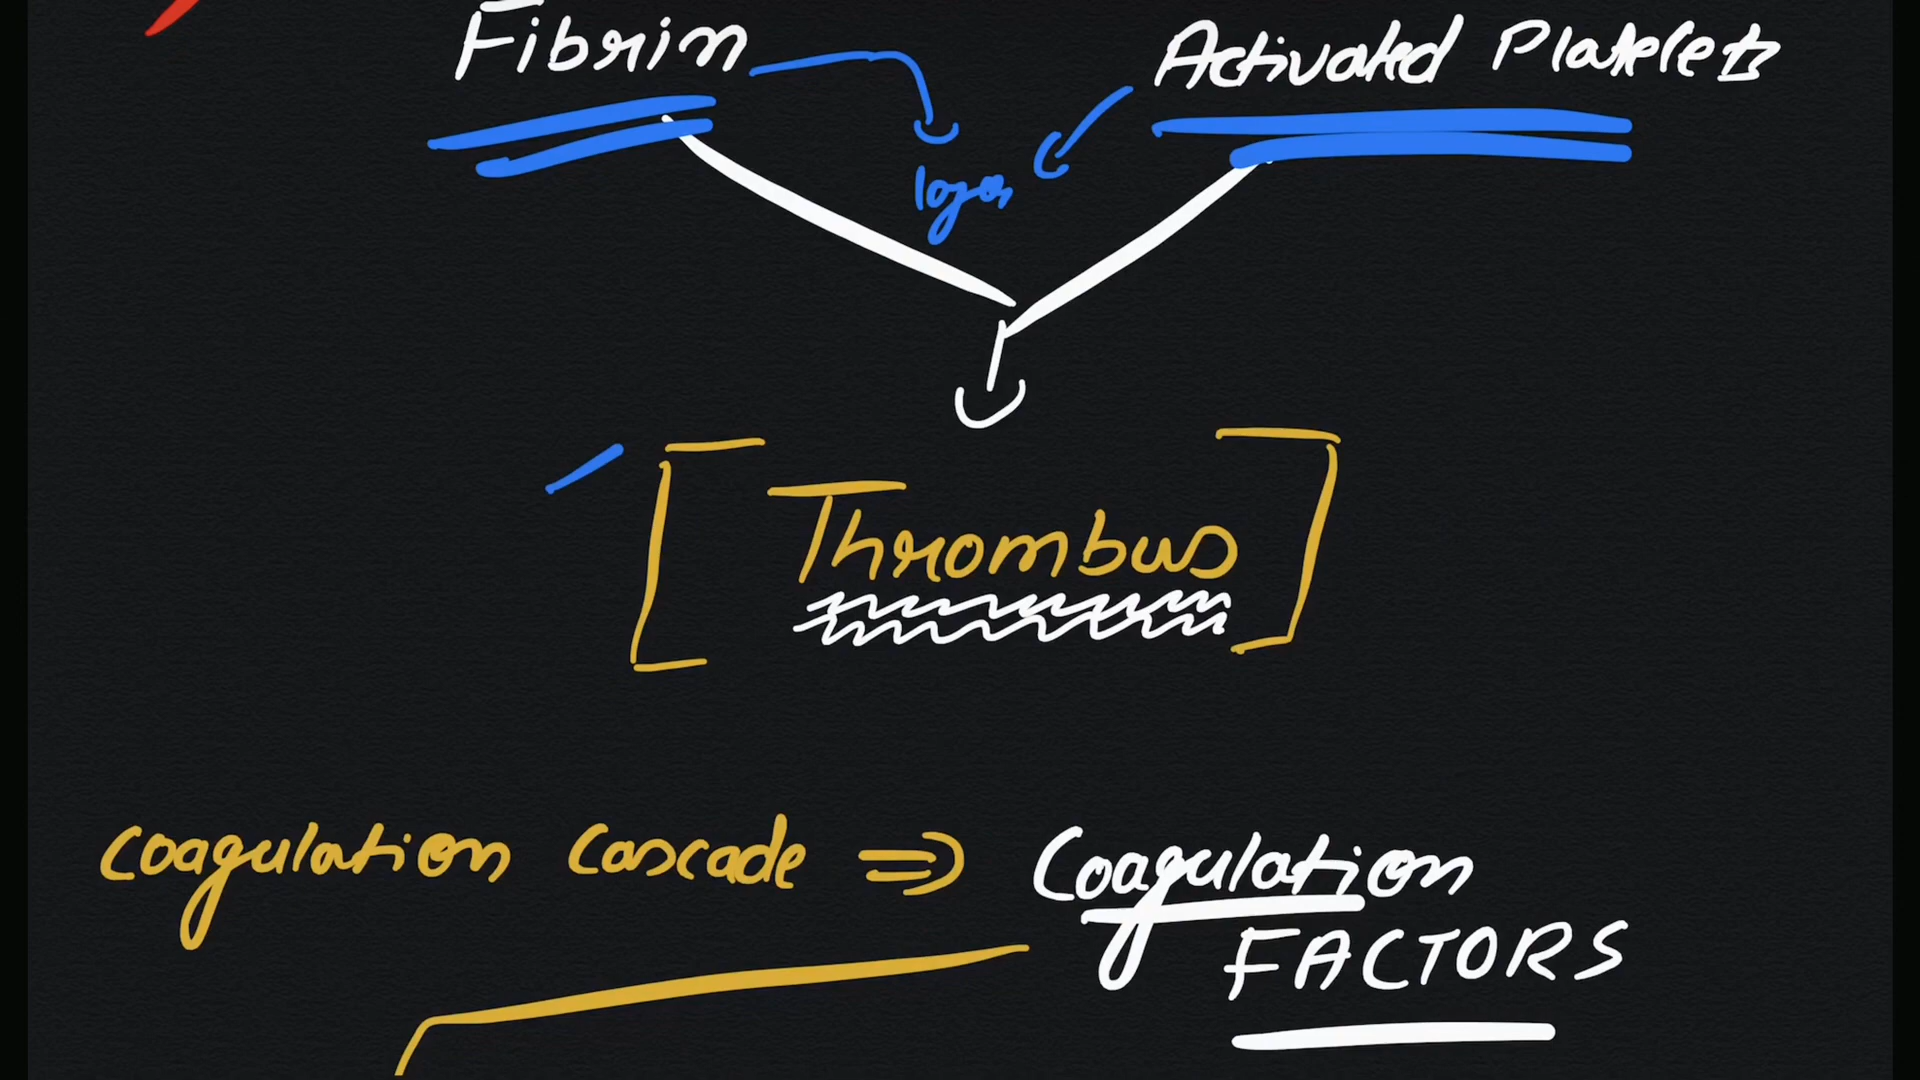 Fibrin
Activated Platelets
Thrombus
Coagulation Cascade ⇒ Coagulation
FACTORS